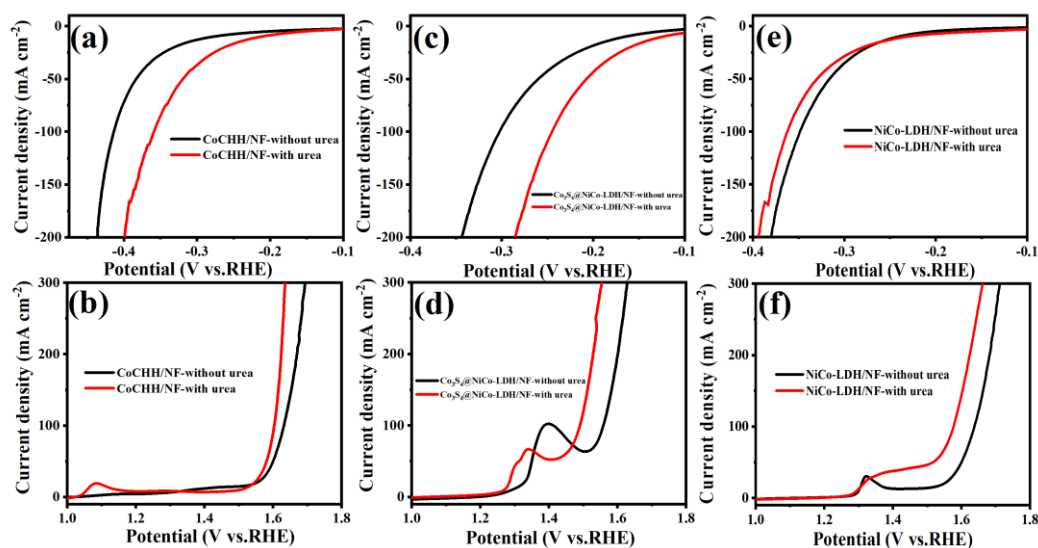 (a)
Current density (mA cm⁻²)
0
-50
-100
-150
-200
CoCHH/NF-without urea
CoCHH/NF-with urea
-0.4 -0.3 -0.2 -0.1
Potential (V vs.RHE)
(c)
Current density (mA cm⁻²)
0
-50
-100
-150
-200
Co₃S₄@NiCo-LDH/NF-without urea
Co₃S₄@NiCo-LDH/NF-with urea
-0.4 -0.3 -0.2 -0.1
Potential (V vs.RHE)
(e)
Current density (mA cm⁻²)
0
-50
-100
-150
-200
NiCo-LDH/NF-without urea
NiCo-LDH/NF-with urea
-0.4 -0.3 -0.2 -0.1
Potential (V vs.RHE)
(b)
Current density (mA cm⁻²)
300
200
100
0
CoCHH/NF-without urea
CoCHH/NF-with urea
1.0 1.2 1.4 1.6 1.8
Potential (V vs.RHE)
(d)
Current density (mA cm⁻²)
300
200
100
0
Co₃S₄@NiCo-LDH/NF-without urea
Co₃S₄@NiCo-LDH/NF-with urea
1.0 1.2 1.4 1.6 1.8
Potential (V vs.RHE)
(f)
Current density (mA cm⁻²)
300
200
100
0
NiCo-LDH/NF-without urea
NiCo-LDH/NF-with urea
1.0 1.2 1.4 1.6 1.8
Potential (V vs.RHE)